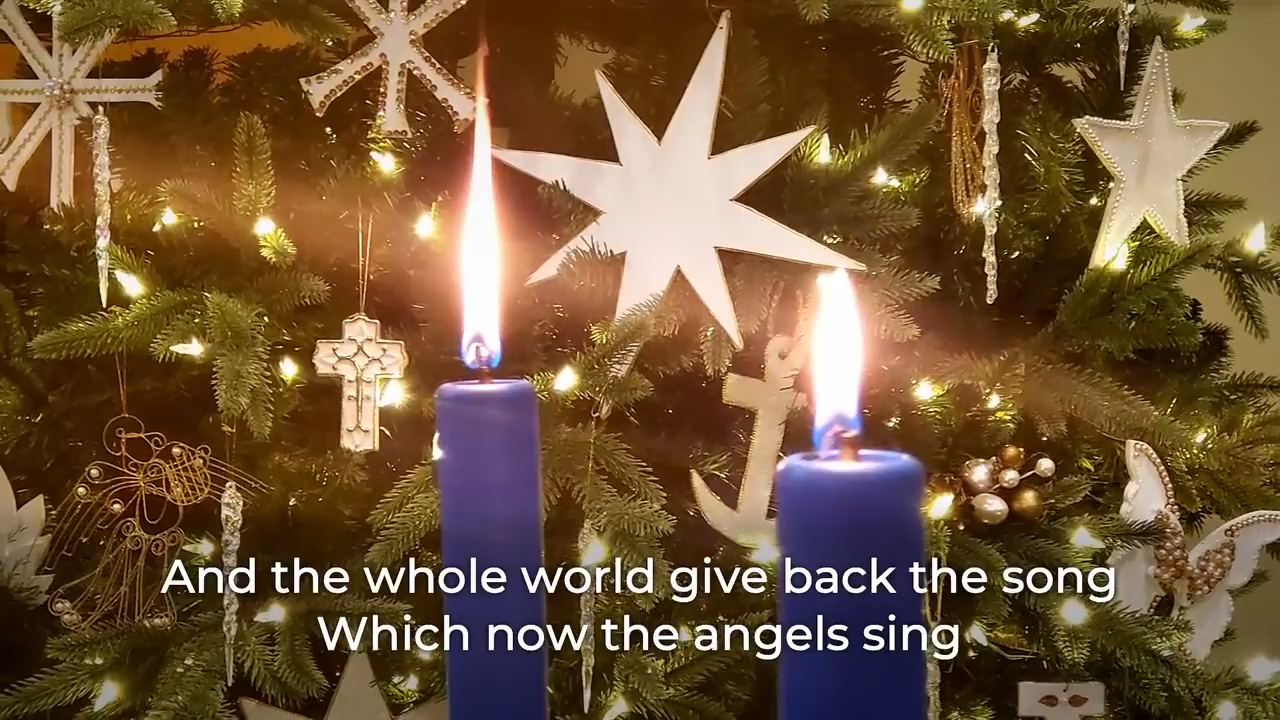 And the whole world give back the song
Which now the angels sing